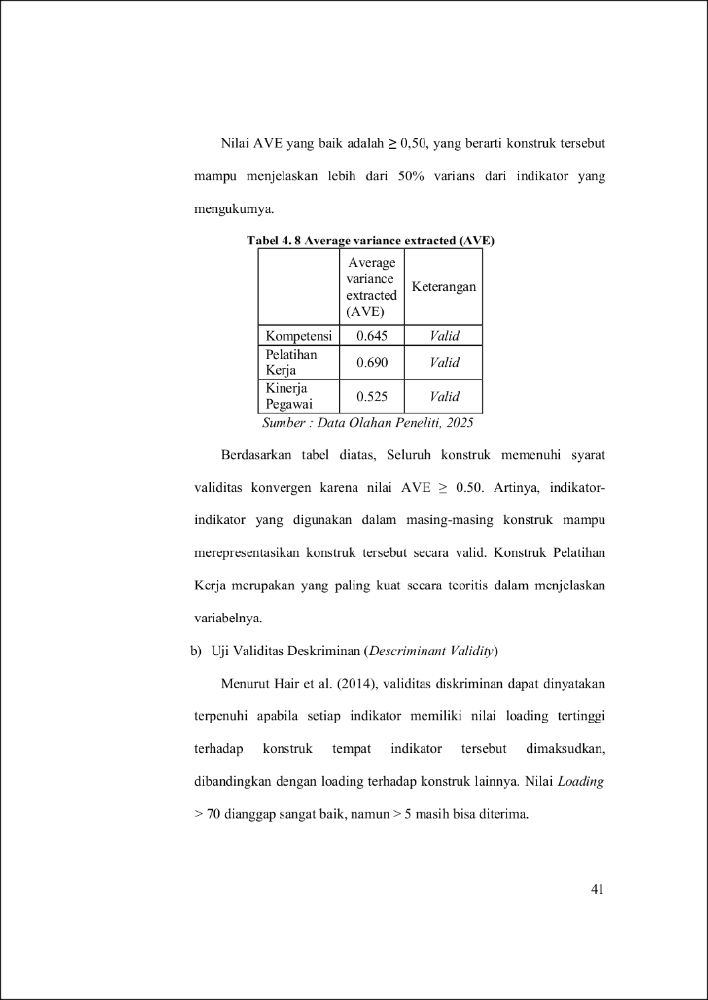 Nilai AVE yang baik adalah ≥ 0,50, yang berarti konstruk tersebut
mampu menjelaskan lebih dari 50% varians dari indikator yang
mengukurnya.
Tabel 4. 8 Average variance extracted (AVE)
Average
variance
extracted
(AVE)
Keterangan
Kompetensi 0.645 Valid
Pelatihan
Kerja
0.690 Valid
Kinerja
Pegawai
0.525 Valid
Sumber : Data Olahan Peneliti, 2025
Berdasarkan tabel diatas, Seluruh konstruk memenuhi syarat
validitas konvergen karena nilai AVE ≥ 0.50. Artinya, indikator-
indikator yang digunakan dalam masing-masing konstruk mampu
merepresentasikan konstruk tersebut secara valid. Konstruk Pelatihan
Kerja merupakan yang paling kuat secara teoritis dalam menjelaskan
variabelnya.
b) Uji Validitas Deskriminan (Descriminant Validity)
Menurut Hair et al. (2014), validitas diskriminan dapat dinyatakan
terpenuhi apabila setiap indikator memiliki nilai loading tertinggi
terhadap konstruk tempat indikator tersebut dimaksudkan,
dibandingkan dengan loading terhadap konstruk lainnya. Nilai Loading
> 70 dianggap sangat baik, namun > 5 masih bisa diterima.
41